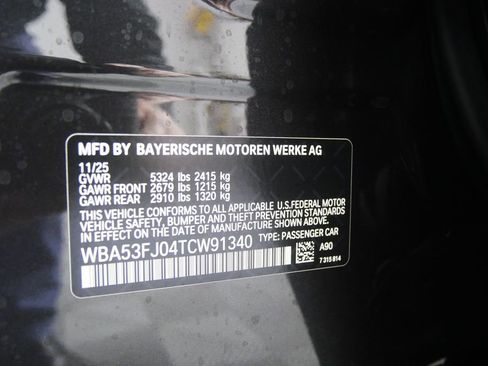 MFD BY BAYERISCHE MOTOREN WERKE AG
11/25
GVWR 5324 lbs 2415 kg
GAWR FRONT 2679 lbs 1215 kg
GAWR REAR 2910 lbs 1320 kg
THIS VEHICLE CONFORMS TO ALL APPLICABLE U.S.FEDERAL MOTOR
VEHICLE SAFETY, BUMPER AND THEFT PREVENTION STANDARDS
IN EFFECT ON THE DATE OF MANUFACTURE SHOWN ABOVE.
WBA53FJ04TCW91340 TYPE: PASSENGER CAR
A90
7 315 814